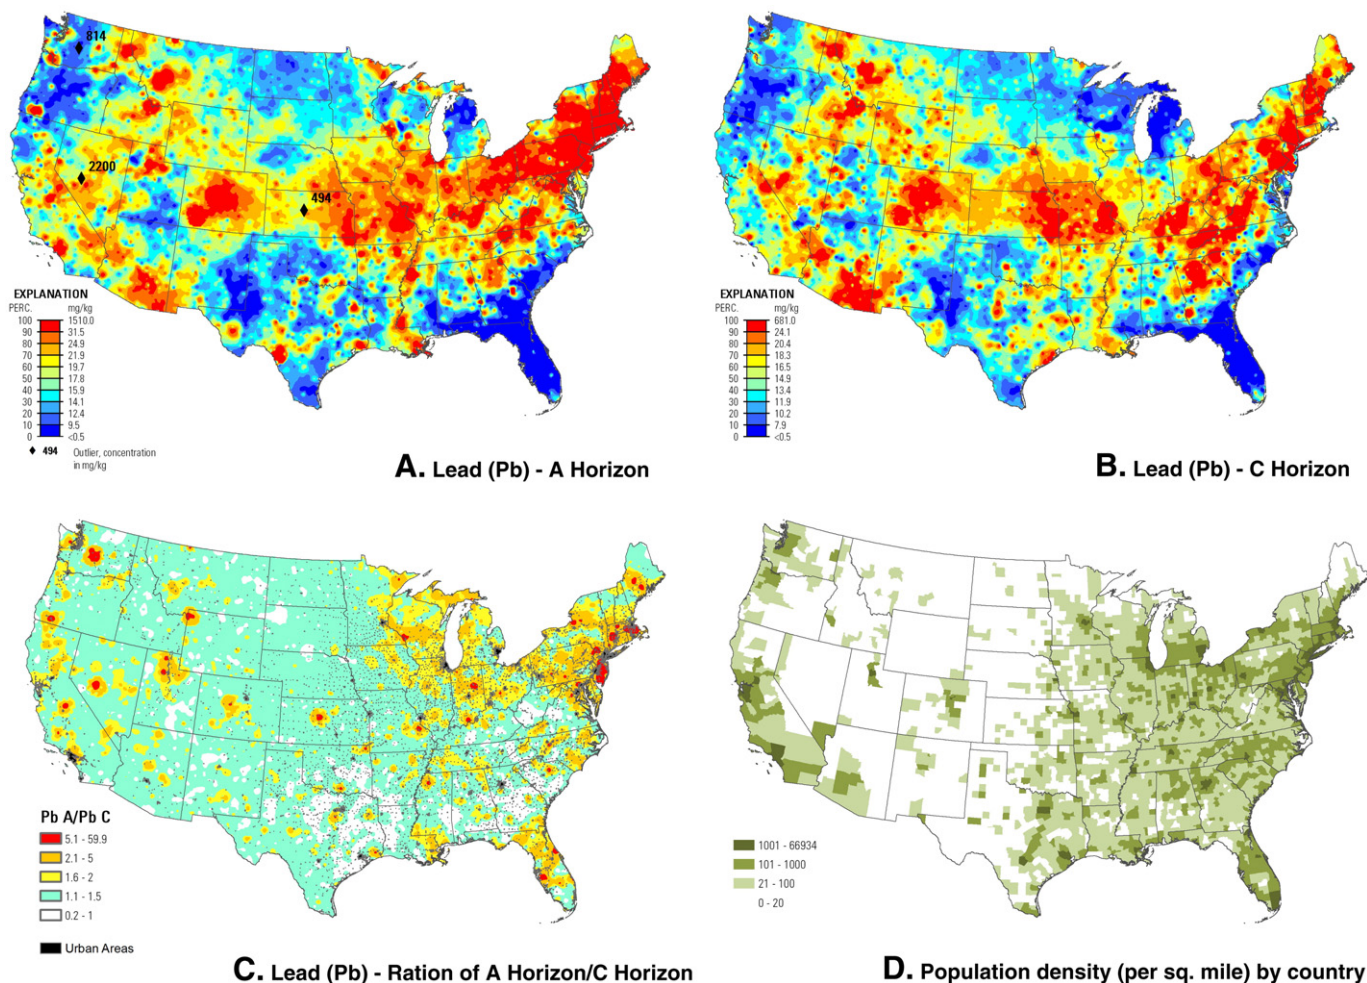 814
2200
494
EXPLANATION
PERC. mg/kg
100 1510.0
90 31.5
80 24.4
70 21.9
60 19.7
50 17.8
40 15.9
30 14.1
20 12.4
10 9.5
0 <0.5
494 Outlier, concentration
in mg/kg
A. Lead (Pb) - A Horizon
EXPLANATION
PERC. mg/kg
100 681.0
90 24.1
80 20.4
70 18.3
60 16.5
50 14.9
40 13.4
30 11.9
20 10.2
10 7.9
0 <0.5
B. Lead (Pb) - C Horizon
Pb A/Pb C
5.1 - 59.9
2.1 - 5
1.6 - 2
1.1 - 1.5
0.2 - 1
Urban Areas
C. Lead (Pb) - Ration of A Horizon/C Horizon
1001 - 66934
101 - 1000
21 - 100
0 - 20
D. Population density (per sq. mile) by country